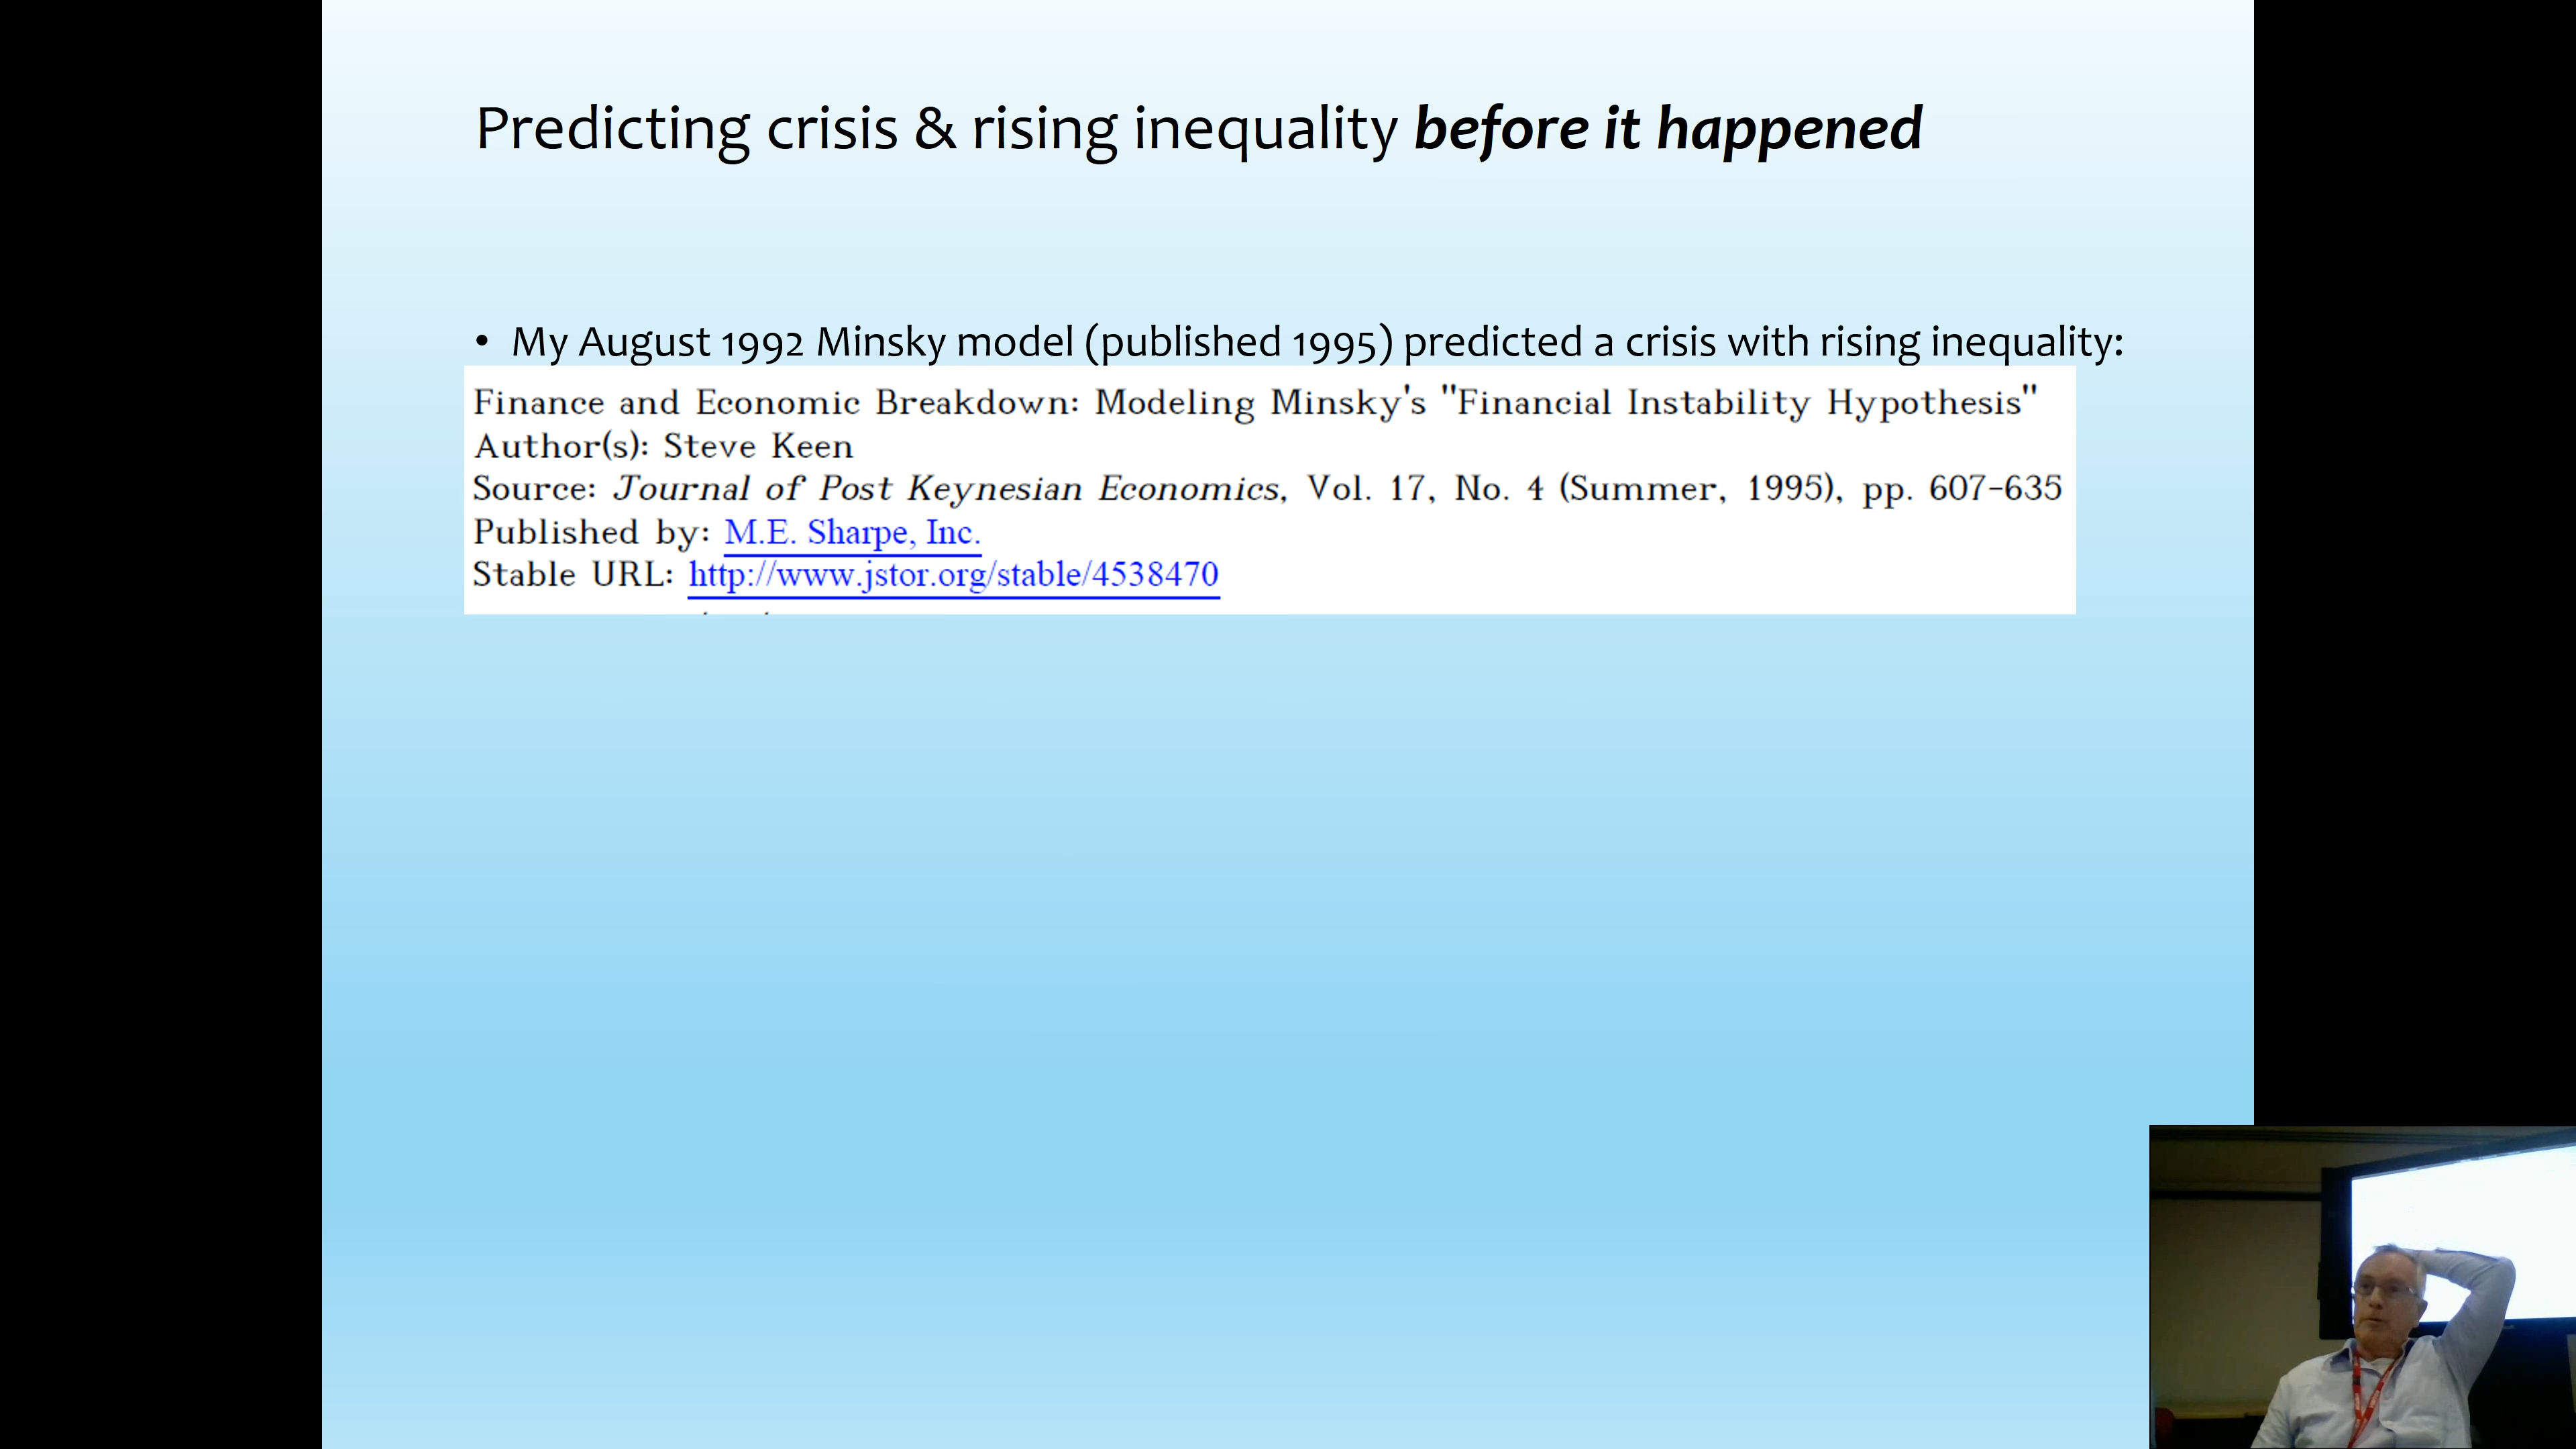 Predicting crisis & rising inequality before it happened
• My August 1992 Minsky model (published 1995) predicted a crisis with rising inequality:
Finance and Economic Breakdown: Modeling Minsky's "Financial Instability Hypothesis"
Author(s): Steve Keen
Source: Journal of Post Keynesian Economics, Vol. 17, No. 4 (Summer, 1995), pp. 607-635
Published by: M.E. Sharpe, Inc.
Stable URL: http://www.jstor.org/stable/4538470